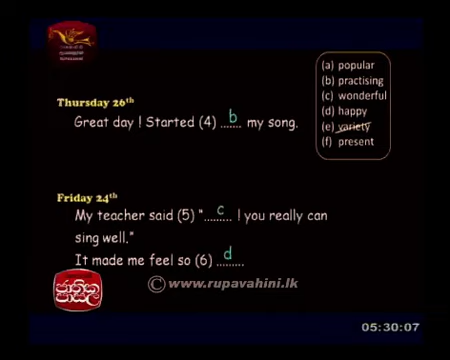 (a) popular
(b) practising
(c) wonderful
(d) happy
(e) variety
(f) present
Thursday 26th
Great day ! Started (4) ...b... my song.
Friday 24th
My teacher said (5) "...c... ! you really can
sing well."
It made me feel so (6) ...d...
ජාතික
පාසල
© www.rupavahini.lk
05:30:07